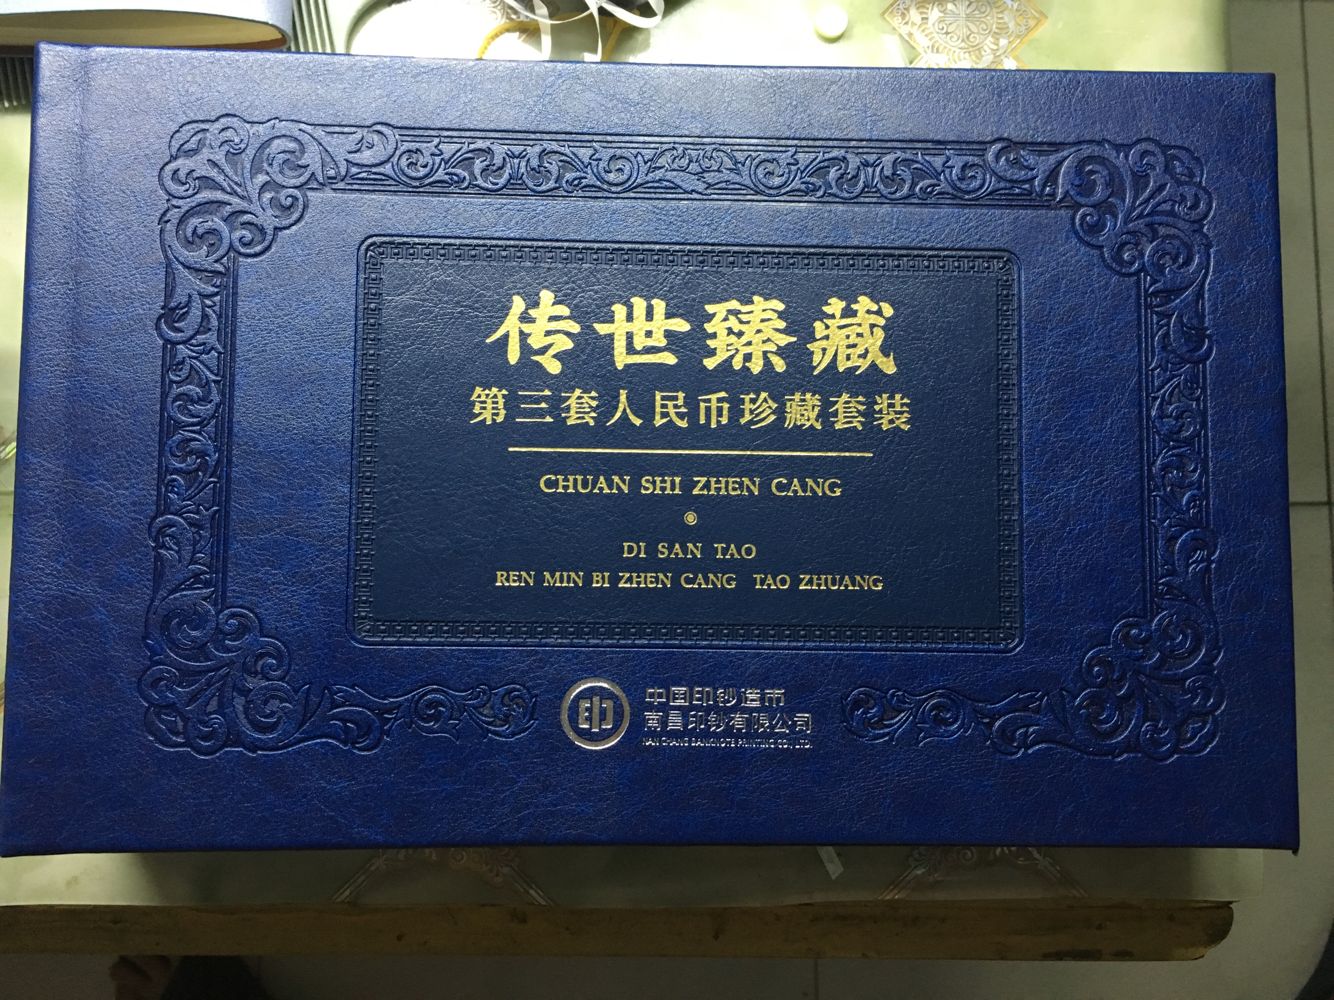 传世臻藏
第三套人民币珍藏套装
CHUAN SHI ZHEN CANG
DI SAN TAO
REN MIN BI ZHEN CANG TAO ZHUANG
中国印钞造币
南昌印钞有限公司
NAN CHANG BANKNOTE PRINTING CO., LTD.